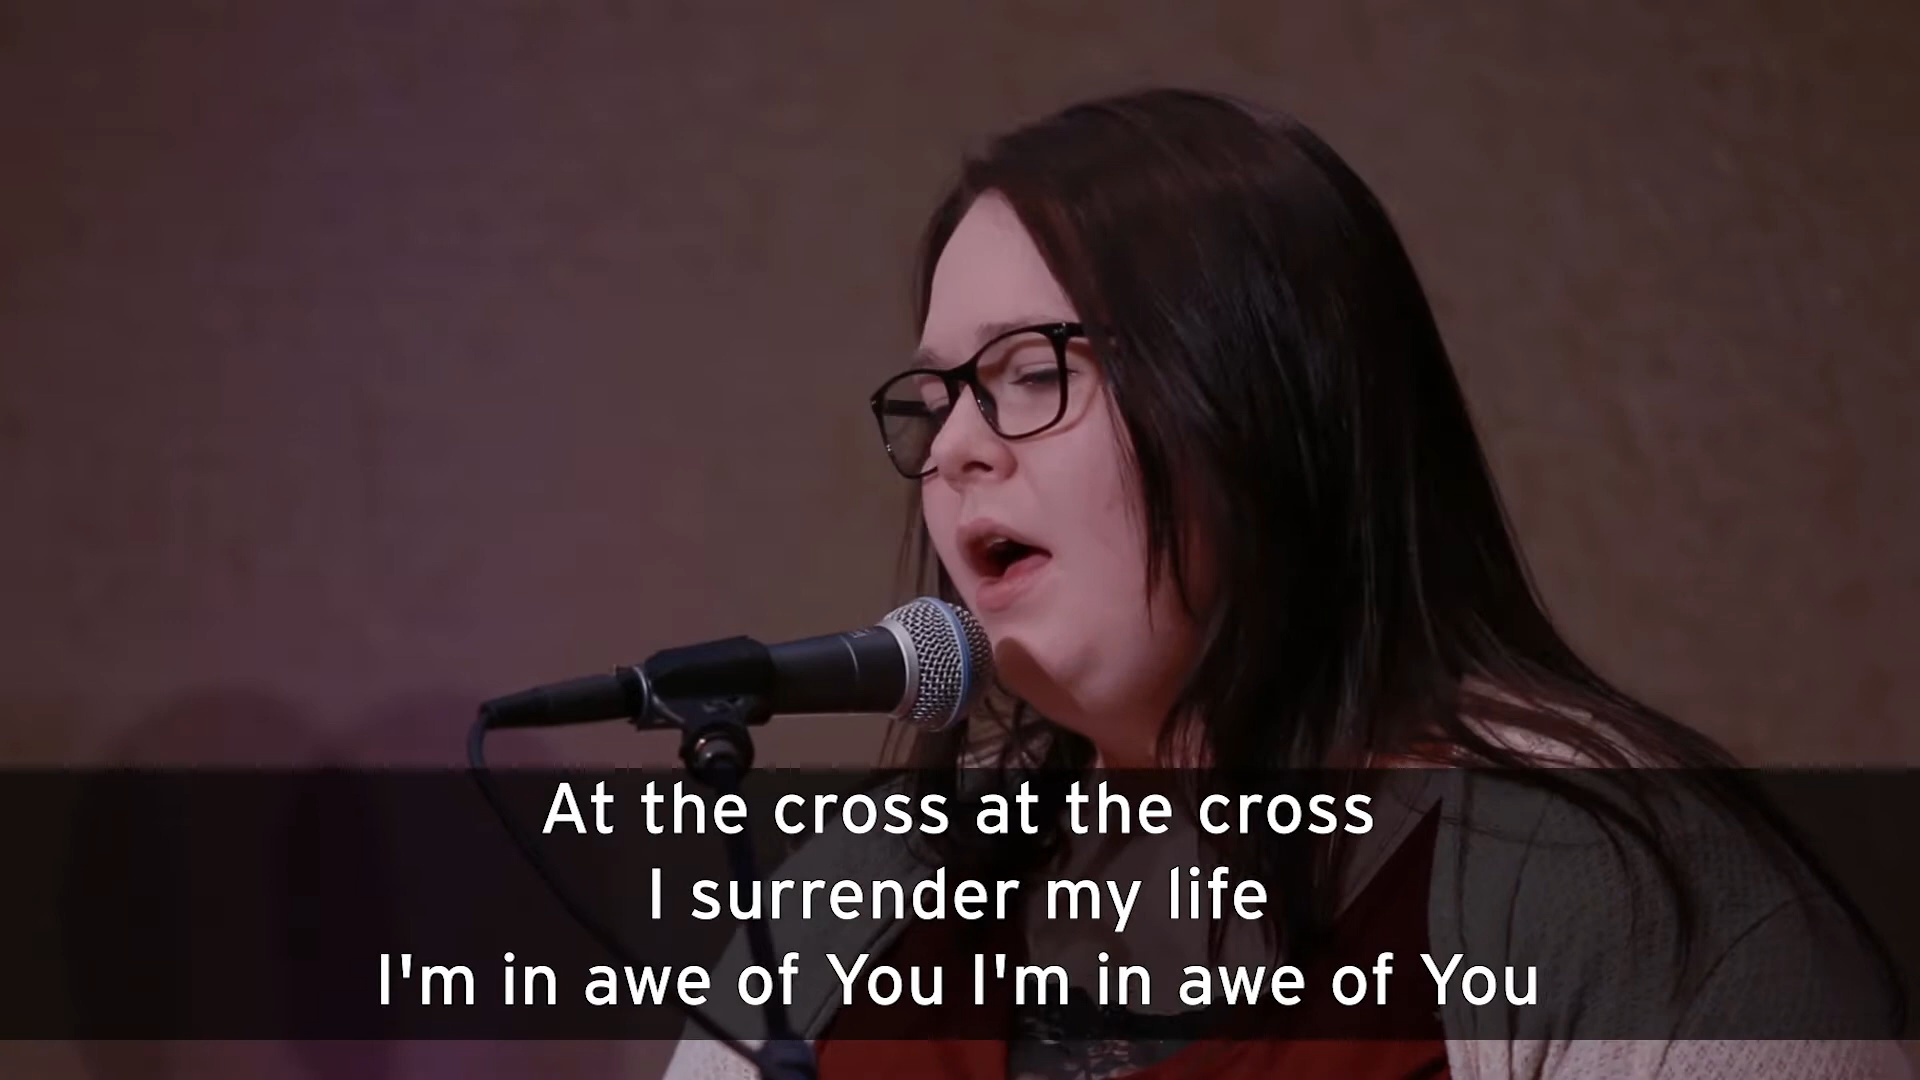 At the cross at the cross
I surrender my life
I'm in awe of You I'm in awe of You